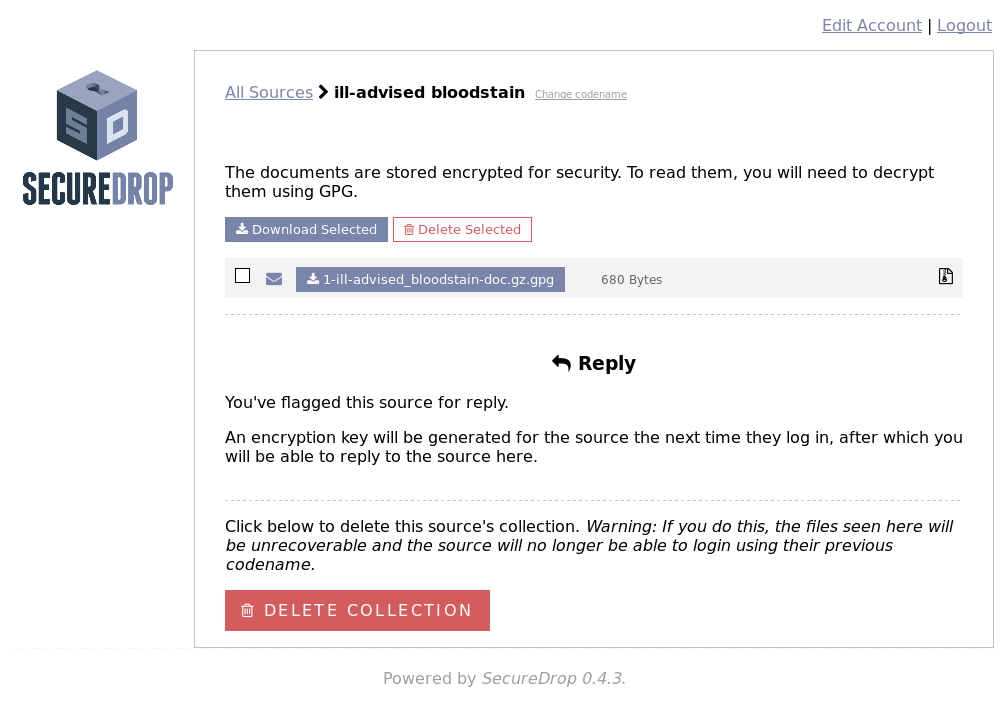 Edit Account | Logout
SD
SECUREDROP
All Sources ill-advised bloodstain Change codename
The documents are stored encrypted for security. To read them, you will need to decrypt
them using GPG.
Download Selected Delete Selected
1-ill-advised_bloodstain-doc.gz.gpg 680 Bytes
Reply
You've flagged this source for reply.
An encryption key will be generated for the source the next time they log in, after which you
will be able to reply to the source here.
Click below to delete this source's collection. Warning: If you do this, the files seen here will
be unrecoverable and the source will no longer be able to login using their previous
codename.
DELETE COLLECTION
Powered by SecureDrop 0.4.3.